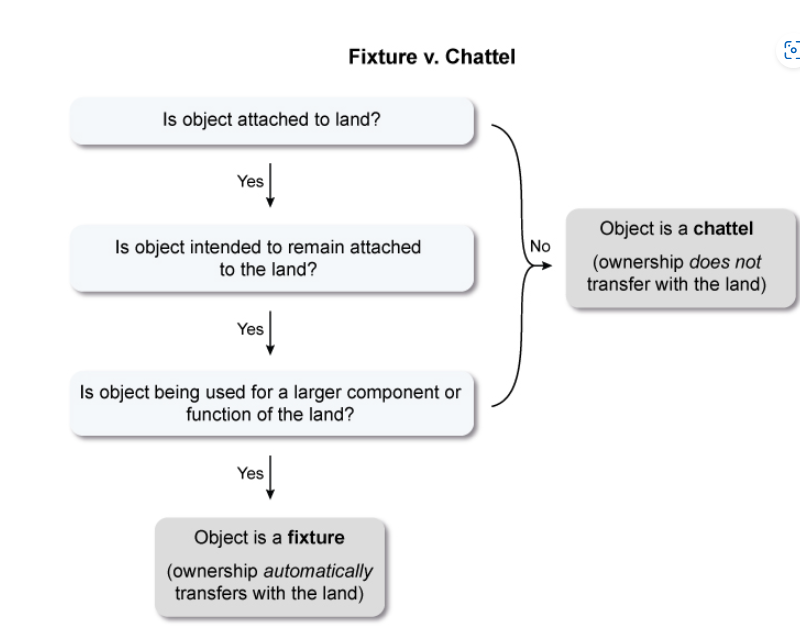 Fixture v. Chattel
Is object attached to land?
Yes
Is object intended to remain attached
to the land?
Yes
Is object being used for a larger component or
function of the land?
Yes
Object is a fixture
(ownership automatically
transfers with the land)
No
Object is a chattel
(ownership does not
transfer with the land)